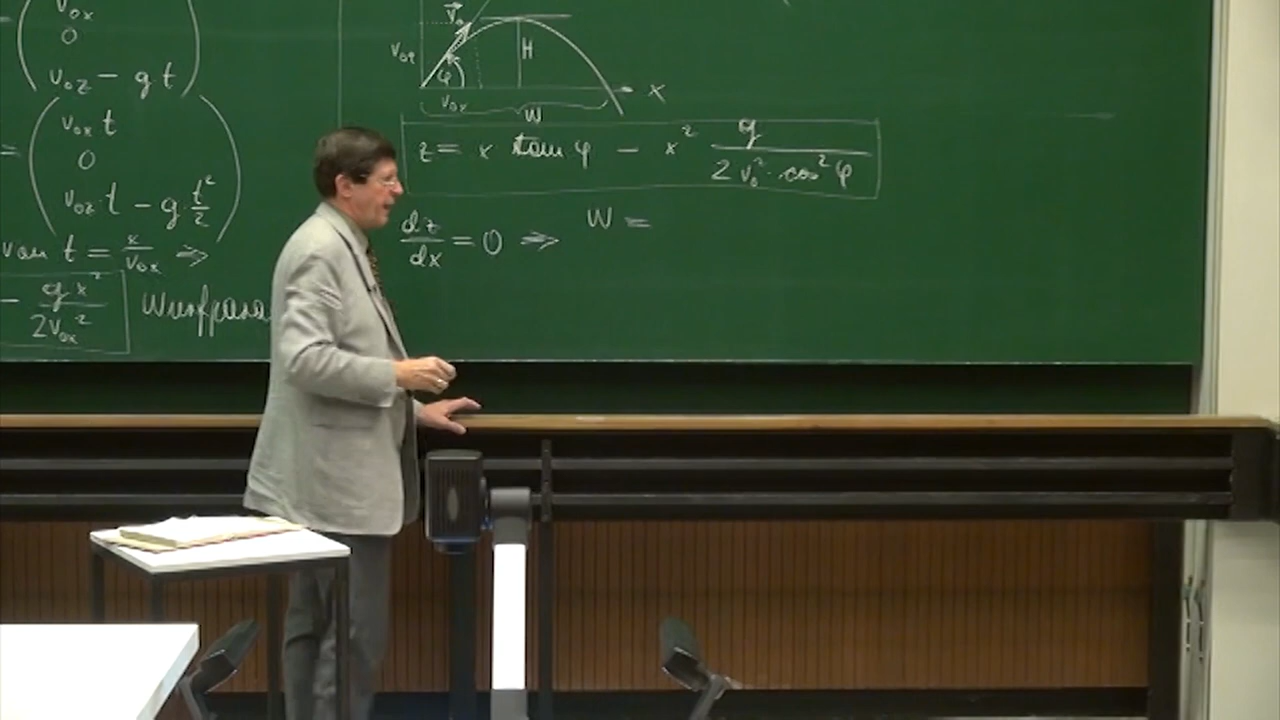 v₀ₓ
0
v₀z − g t
= v₀ₓ t
0
v₀z · t − g · t²/2
von t = x/v₀ₓ ⇒
− g x² / 2v₀ₓ²
Wurfpara
v₀
v₀z
φ
H
v₀ₓ
x
W
z = x tan φ − x² g / 2 v₀² · cos² φ
dz/dx = 0 ⇒ W =